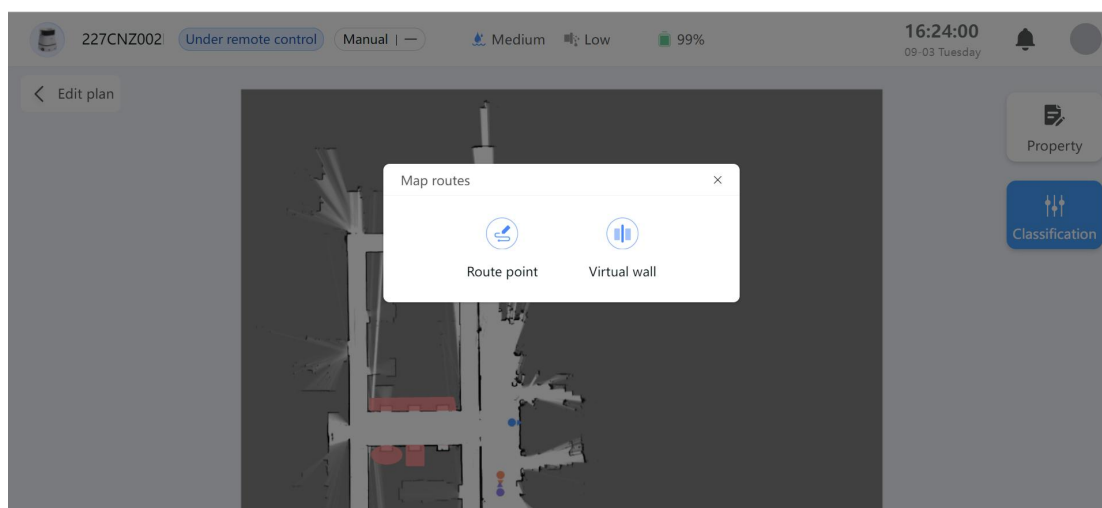 227CNZ002 Under remote control Manual | — Medium Low 99% 16:24:00
09-03 Tuesday
Edit plan
Property
Classification
Map routes ×
Route point Virtual wall